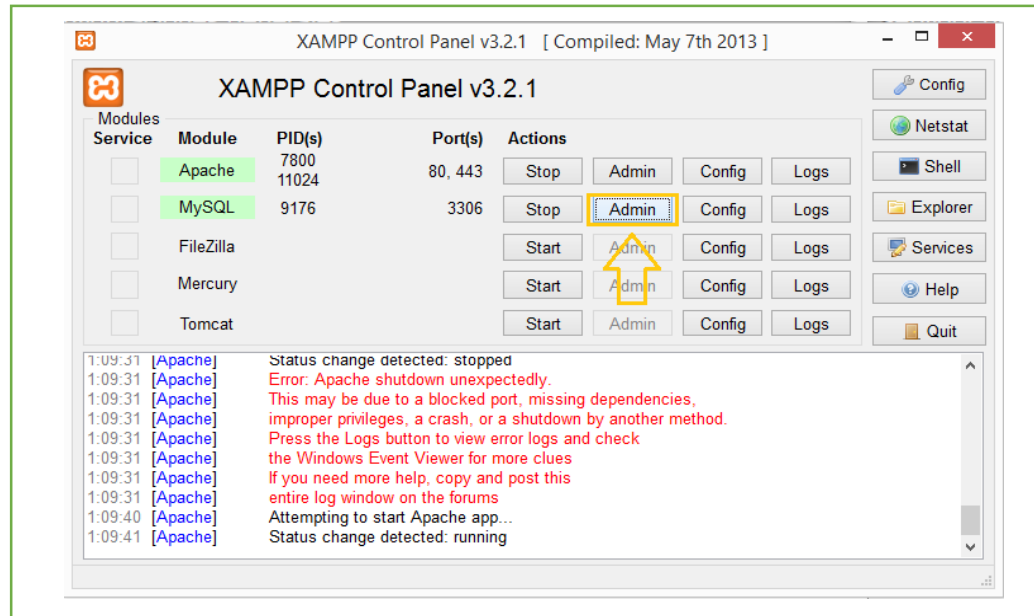 XAMPP Control Panel v3.2.1 [ Compiled: May 7th 2013 ]
XAMPP Control Panel v3.2.1
Config
Modules
Service Module PID(s) Port(s) Actions
Netstat
Apache 7800 11024 80, 443 Stop Admin Config Logs
Shell
MySQL 9176 3306 Stop Admin Config Logs
Explorer
FileZilla Start Admin Config Logs
Services
Mercury Start Admin Config Logs
Help
Tomcat Start Admin Config Logs
Quit
1:09:31 [Apache] Status change detected: stopped
1:09:31 [Apache] Error: Apache shutdown unexpectedly.
1:09:31 [Apache] This may be due to a blocked port, missing dependencies,
1:09:31 [Apache] improper privileges, a crash, or a shutdown by another method.
1:09:31 [Apache] Press the Logs button to view error logs and check
1:09:31 [Apache] the Windows Event Viewer for more clues
1:09:31 [Apache] If you need more help, copy and post this
1:09:31 [Apache] entire log window on the forums
1:09:40 [Apache] Attempting to start Apache app...
1:09:41 [Apache] Status change detected: running